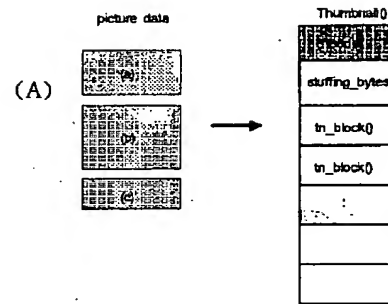 picture data
Thumbnail()
(A)
(a)
stuffing_bytes
(b)
tn_block()
tn_block()
(c)